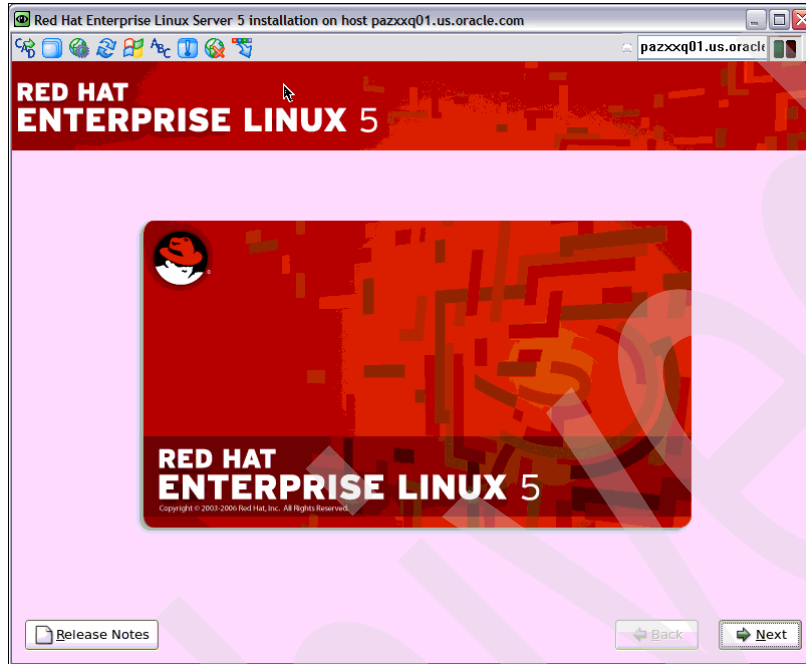 Red Hat Enterprise Linux Server 5 installation on host pazxxq01.us.oracle.com
pazxxq01.us.oracle
RED HAT
ENTERPRISE LINUX 5
RED HAT
ENTERPRISE LINUX 5
Copyright © 2003-2006 Red Hat, Inc. All Rights Reserved.
Release Notes
Back
Next